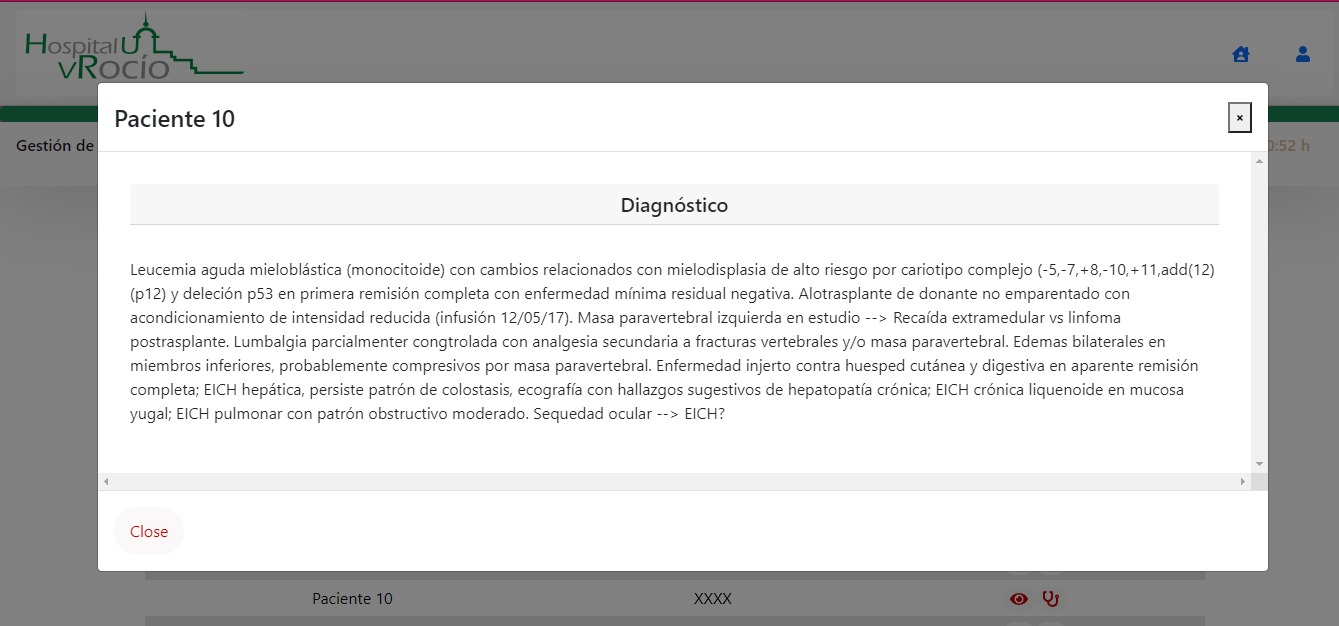 Hospital U
vRocío
Paciente 10
×
Gestión de
0:52 h
Diagnóstico
Leucemia aguda mieloblástica (monocitoide) con cambios relacionados con mielodisplasia de alto riesgo por cariotipo complejo (-5,-7,+8,-10,+11,add(12)
(p12) y deleción p53 en primera remisión completa con enfermedad mínima residual negativa. Alotrasplante de donante no emparentado con
acondicionamiento de intensidad reducida (infusión 12/05/17). Masa paravertebral izquierda en estudio --> Recaída extramedular vs linfoma
postrasplante. Lumbalgia parcialmenter congtrolada con analgesia secundaria a fracturas vertebrales y/o masa paravertebral. Edemas bilaterales en
miembros inferiores, probablemente compresivos por masa paravertebral. Enfermedad injerto contra huesped cutánea y digestiva en aparente remisión
completa; EICH hepática, persiste patrón de colostasis, ecografía con hallazgos sugestivos de hepatopatía crónica; EICH crónica liquenoide en mucosa
yugal; EICH pulmonar con patrón obstructivo moderado. Sequedad ocular --> EICH?
Close
Paciente 10 XXXX